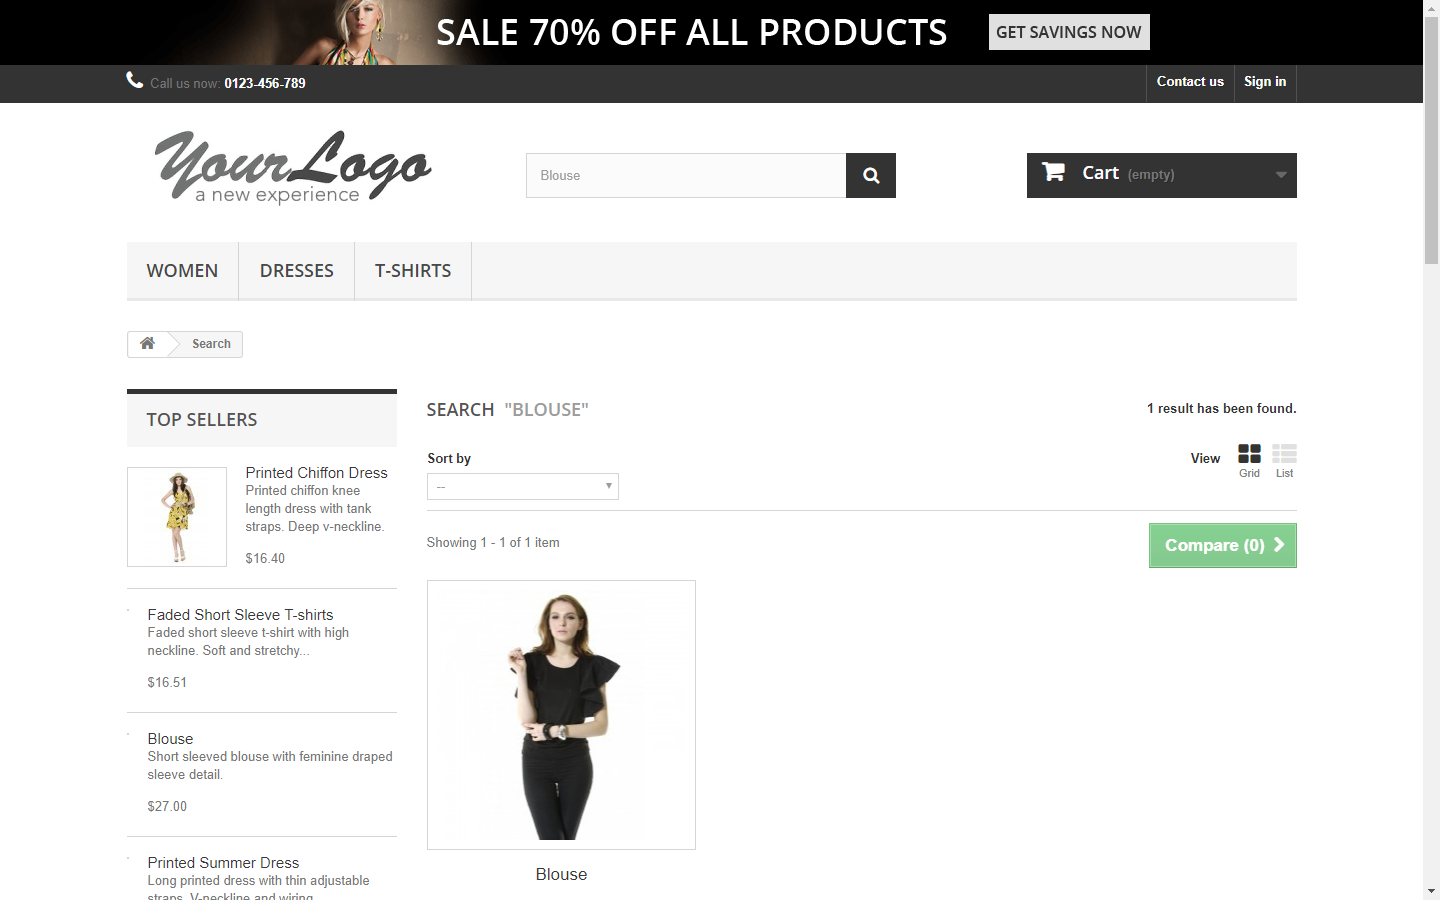 SALE 70% OFF ALL PRODUCTS GET SAVINGS NOW
Call us now: 0123-456-789 Contact us Sign in
YourLogo
a new experience
Blouse
Cart (empty)
WOMEN DRESSES T-SHIRTS
Search
TOP SELLERS
Printed Chiffon Dress
Printed chiffon knee
length dress with tank
straps. Deep v-neckline.
$16.40
Faded Short Sleeve T-shirts
Faded short sleeve t-shirt with high
neckline. Soft and stretchy...
$16.51
Blouse
Short sleeved blouse with feminine draped
sleeve detail.
$27.00
Printed Summer Dress
Long printed dress with thin adjustable
straps. V-neckline and wiring
SEARCH "BLOUSE"
1 result has been found.
Sort by
--
View
Grid
List
Showing 1 - 1 of 1 item
Compare (0)
Blouse